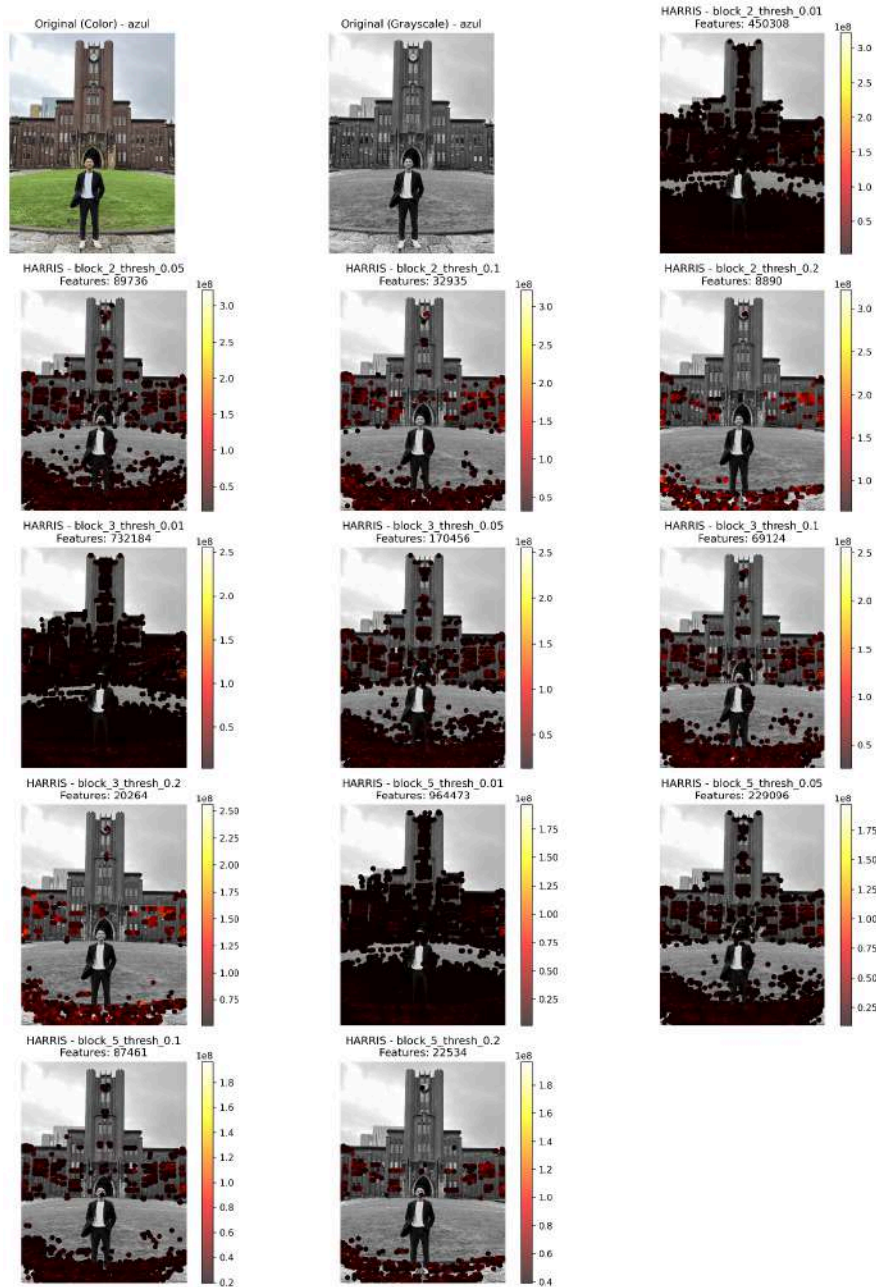 Original (Color) - azul
Original (Grayscale) - azul
HARRIS - block_2_thresh_0.01
Features: 450308
1e8
3.0
2.5
2.0
1.5
1.0
0.5
HARRIS - block_2_thresh_0.05
Features: 89736
1e8
3.0
2.5
2.0
1.5
1.0
0.5
HARRIS - block_2_thresh_0.1
Features: 32935
1e8
3.0
2.5
2.0
1.5
1.0
0.5
HARRIS - block_2_thresh_0.2
Features: 8890
1e8
3.0
2.5
2.0
1.5
1.0
HARRIS - block_3_thresh_0.01
Features: 732184
1e8
2.5
2.0
1.5
1.0
0.5
HARRIS - block_3_thresh_0.05
Features: 170456
1e8
2.5
2.0
1.5
1.0
0.5
HARRIS - block_3_thresh_0.1
Features: 69124
1e8
2.5
2.0
1.5
1.0
0.5
HARRIS - block_3_thresh_0.2
Features: 20264
1e8
2.50
2.25
2.00
1.75
1.50
1.25
1.00
0.75
HARRIS - block_5_thresh_0.01
Features: 964473
1e8
1.75
1.50
1.25
1.00
0.75
0.50
0.25
HARRIS - block_5_thresh_0.05
Features: 229096
1e8
1.75
1.50
1.25
1.00
0.75
0.50
0.25
HARRIS - block_5_thresh_0.1
Features: 87461
1e8
1.8
1.6
1.4
1.2
1.0
0.8
0.6
0.4
0.2
HARRIS - block_5_thresh_0.2
Features: 22534
1e8
1.8
1.6
1.4
1.2
1.0
0.8
0.6
0.4